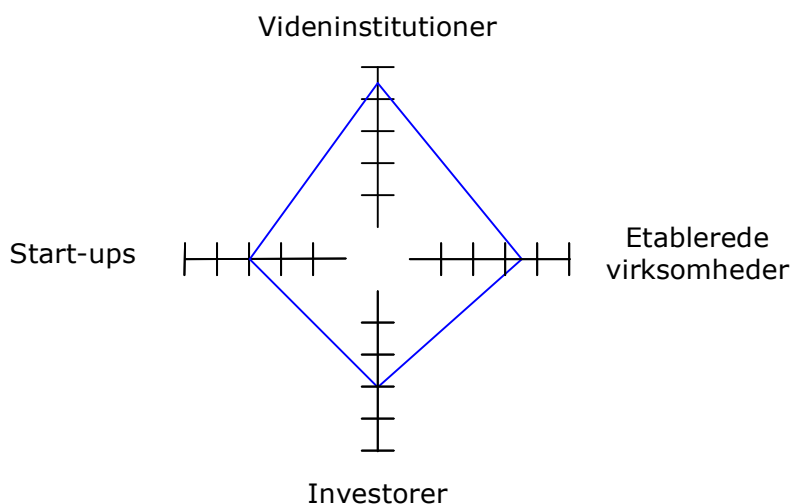 Videninstitutioner
Start-ups
Etablerede
virksomheder
Investorer